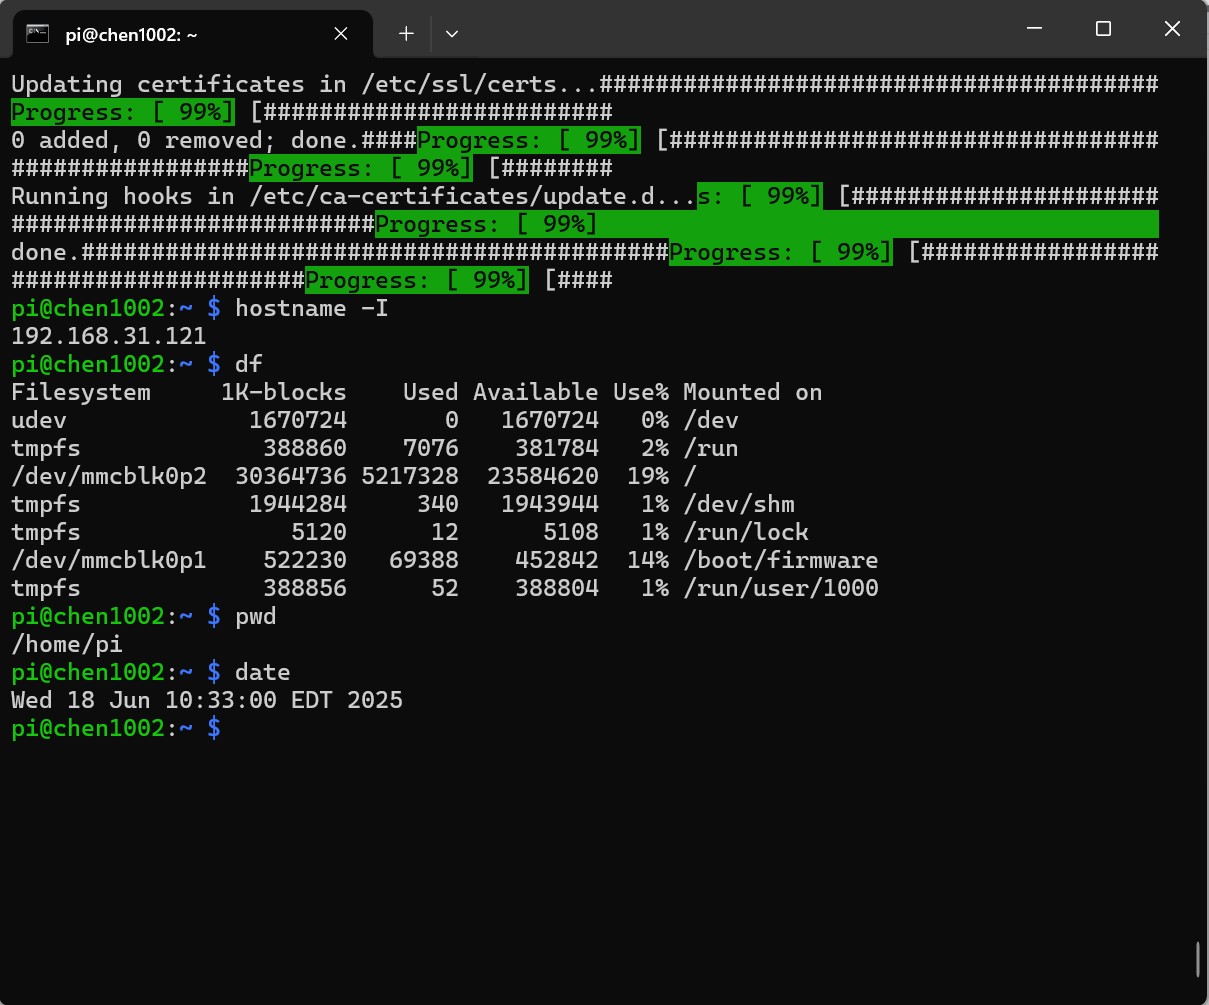 pi@chen1002: ~
Updating certificates in /etc/ssl/certs...########################################
Progress: [ 99%] [#########################
0 added, 0 removed; done.####Progress: [ 99%] [###################################
#################Progress: [ 99%] [########
Running hooks in /etc/ca-certificates/update.d...s: [ 99%] [######################
##########################Progress: [ 99%]
done.##########################################Progress: [ 99%] [#################
#####################Progress: [ 99%] [####
pi@chen1002:~ $ hostname -I
192.168.31.121
pi@chen1002:~ $ df
Filesystem     1K-blocks    Used Available Use% Mounted on
udev             1670724       0   1670724   0% /dev
tmpfs             388860    7076    381784   2% /run
/dev/mmcblk0p2  30364736 5217328  23584620  19% /
tmpfs            1944284     340   1943944   1% /dev/shm
tmpfs               5120      12      5108   1% /run/lock
/dev/mmcblk0p1    522230   69388    452842  14% /boot/firmware
tmpfs             388856      52    388804   1% /run/user/1000
pi@chen1002:~ $ pwd
/home/pi
pi@chen1002:~ $ date
Wed 18 Jun 10:33:00 EDT 2025
pi@chen1002:~ $